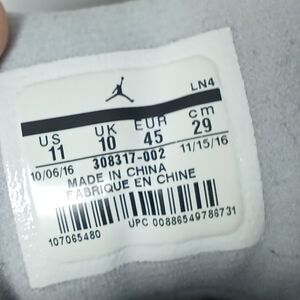 LN4
US UK EUR cm
11 10 45 29
10/06/16 308317-002 11/15/16
MADE IN CHINA
FABRIQUE EN CHINE
107065480 UPC 00886549786731